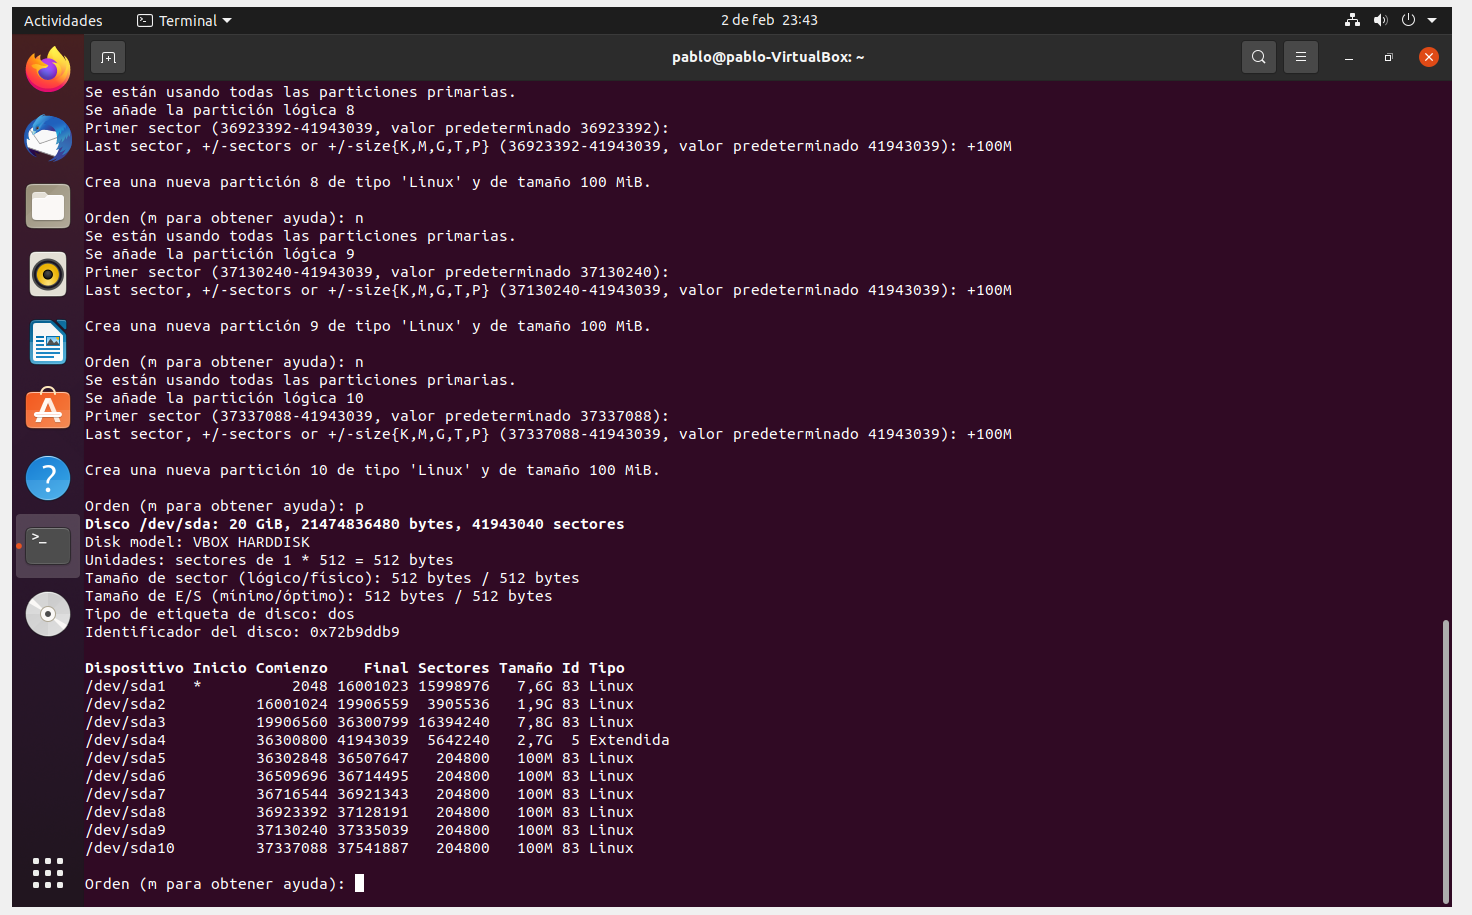 Actividades Terminal 2 de feb 23:43
pablo@pablo-VirtualBox: ~
Se están usando todas las particiones primarias.
Se añade la partición lógica 8
Primer sector (36923392-41943039, valor predeterminado 36923392):
Last sector, +/-sectors or +/-size{K,M,G,T,P} (36923392-41943039, valor predeterminado 41943039): +100M
Crea una nueva partición 8 de tipo 'Linux' y de tamaño 100 MiB.
Orden (m para obtener ayuda): n
Se están usando todas las particiones primarias.
Se añade la partición lógica 9
Primer sector (37130240-41943039, valor predeterminado 37130240):
Last sector, +/-sectors or +/-size{K,M,G,T,P} (37130240-41943039, valor predeterminado 41943039): +100M
Crea una nueva partición 9 de tipo 'Linux' y de tamaño 100 MiB.
Orden (m para obtener ayuda): n
Se están usando todas las particiones primarias.
Se añade la partición lógica 10
Primer sector (37337088-41943039, valor predeterminado 37337088):
Last sector, +/-sectors or +/-size{K,M,G,T,P} (37337088-41943039, valor predeterminado 41943039): +100M
Crea una nueva partición 10 de tipo 'Linux' y de tamaño 100 MiB.
Orden (m para obtener ayuda): p
Disco /dev/sda: 20 GiB, 21474836480 bytes, 41943040 sectores
Disk model: VBOX HARDDISK
Unidades: sectores de 1 * 512 = 512 bytes
Tamaño de sector (lógico/físico): 512 bytes / 512 bytes
Tamaño de E/S (mínimo/óptimo): 512 bytes / 512 bytes
Tipo de etiqueta de disco: dos
Identificador del disco: 0x72b9ddb9
Dispositivo Inicio Comienzo    Final Sectores Tamaño Id Tipo
/dev/sda1   *          2048 16001023 15998976   7,6G 83 Linux
/dev/sda2          16001024 19906559  3905536   1,9G 83 Linux
/dev/sda3          19906560 36300799 16394240   7,8G 83 Linux
/dev/sda4          36300800 41943039  5642240   2,7G  5 Extendida
/dev/sda5          36302848 36507647   204800   100M 83 Linux
/dev/sda6          36509696 36714495   204800   100M 83 Linux
/dev/sda7          36716544 36921343   204800   100M 83 Linux
/dev/sda8          36923392 37128191   204800   100M 83 Linux
/dev/sda9          37130240 37335039   204800   100M 83 Linux
/dev/sda10         37337088 37541887   204800   100M 83 Linux
Orden (m para obtener ayuda):